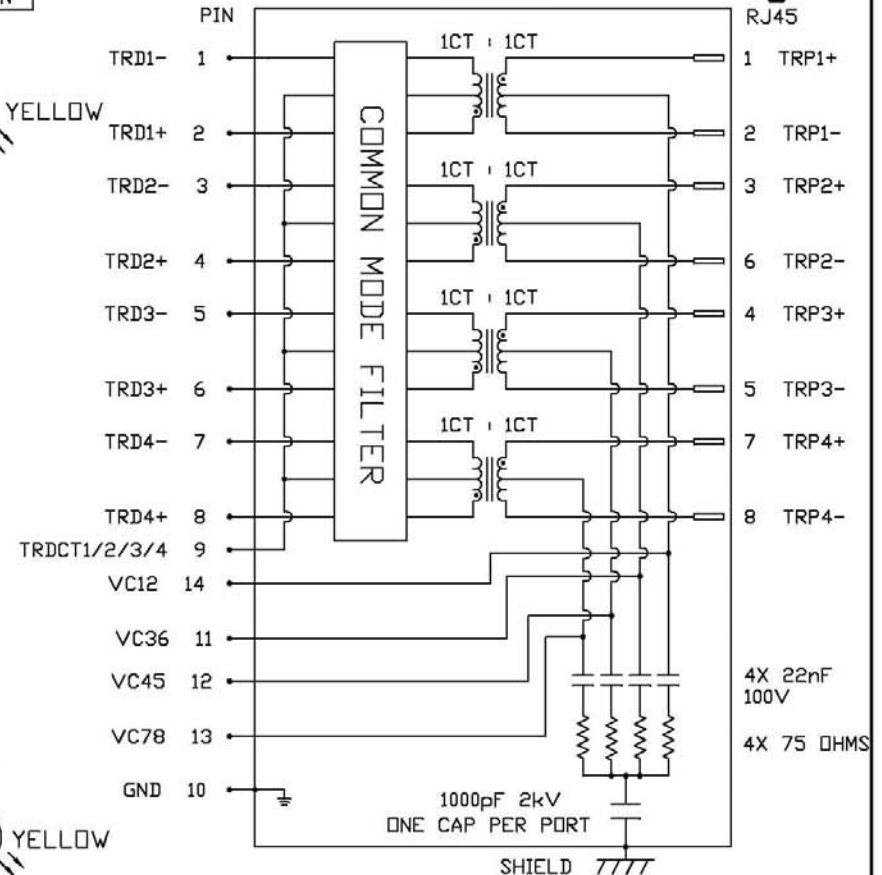 PIN
RJ45
1CT : 1CT
TRD1- 1
1 TRP1+
YELLOW
TRD1+ 2
2 TRP1-
1CT : 1CT
TRD2- 3
3 TRP2+
TRD2+ 4
6 TRP2-
1CT : 1CT
TRD3- 5
4 TRP3+
COMMON MODE FILTER
TRD3+ 6
5 TRP3-
1CT : 1CT
TRD4- 7
7 TRP4+
TRD4+ 8
8 TRP4-
TRDCT1/2/3/4 9
VC12 14
VC36 11
VC45 12
4X 22nF
100V
VC78 13
4X 75 OHMS
GND 10
1000pF 2kV
ONE CAP PER PORT
YELLOW
SHIELD